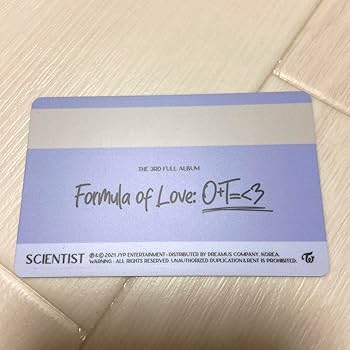 THE 3RD FULL ALBUM
Formula of Love: O+T=<3
SCIENTIST ℗&© 2021 JYP ENTERTAINMENT • DISTRIBUTED BY DREAMUS COMPANY, KOREA.
WARNING : ALL RIGHTS RESERVED. UNAUTHORIZED DUPLICATION & RENT IS PROHIBITED.